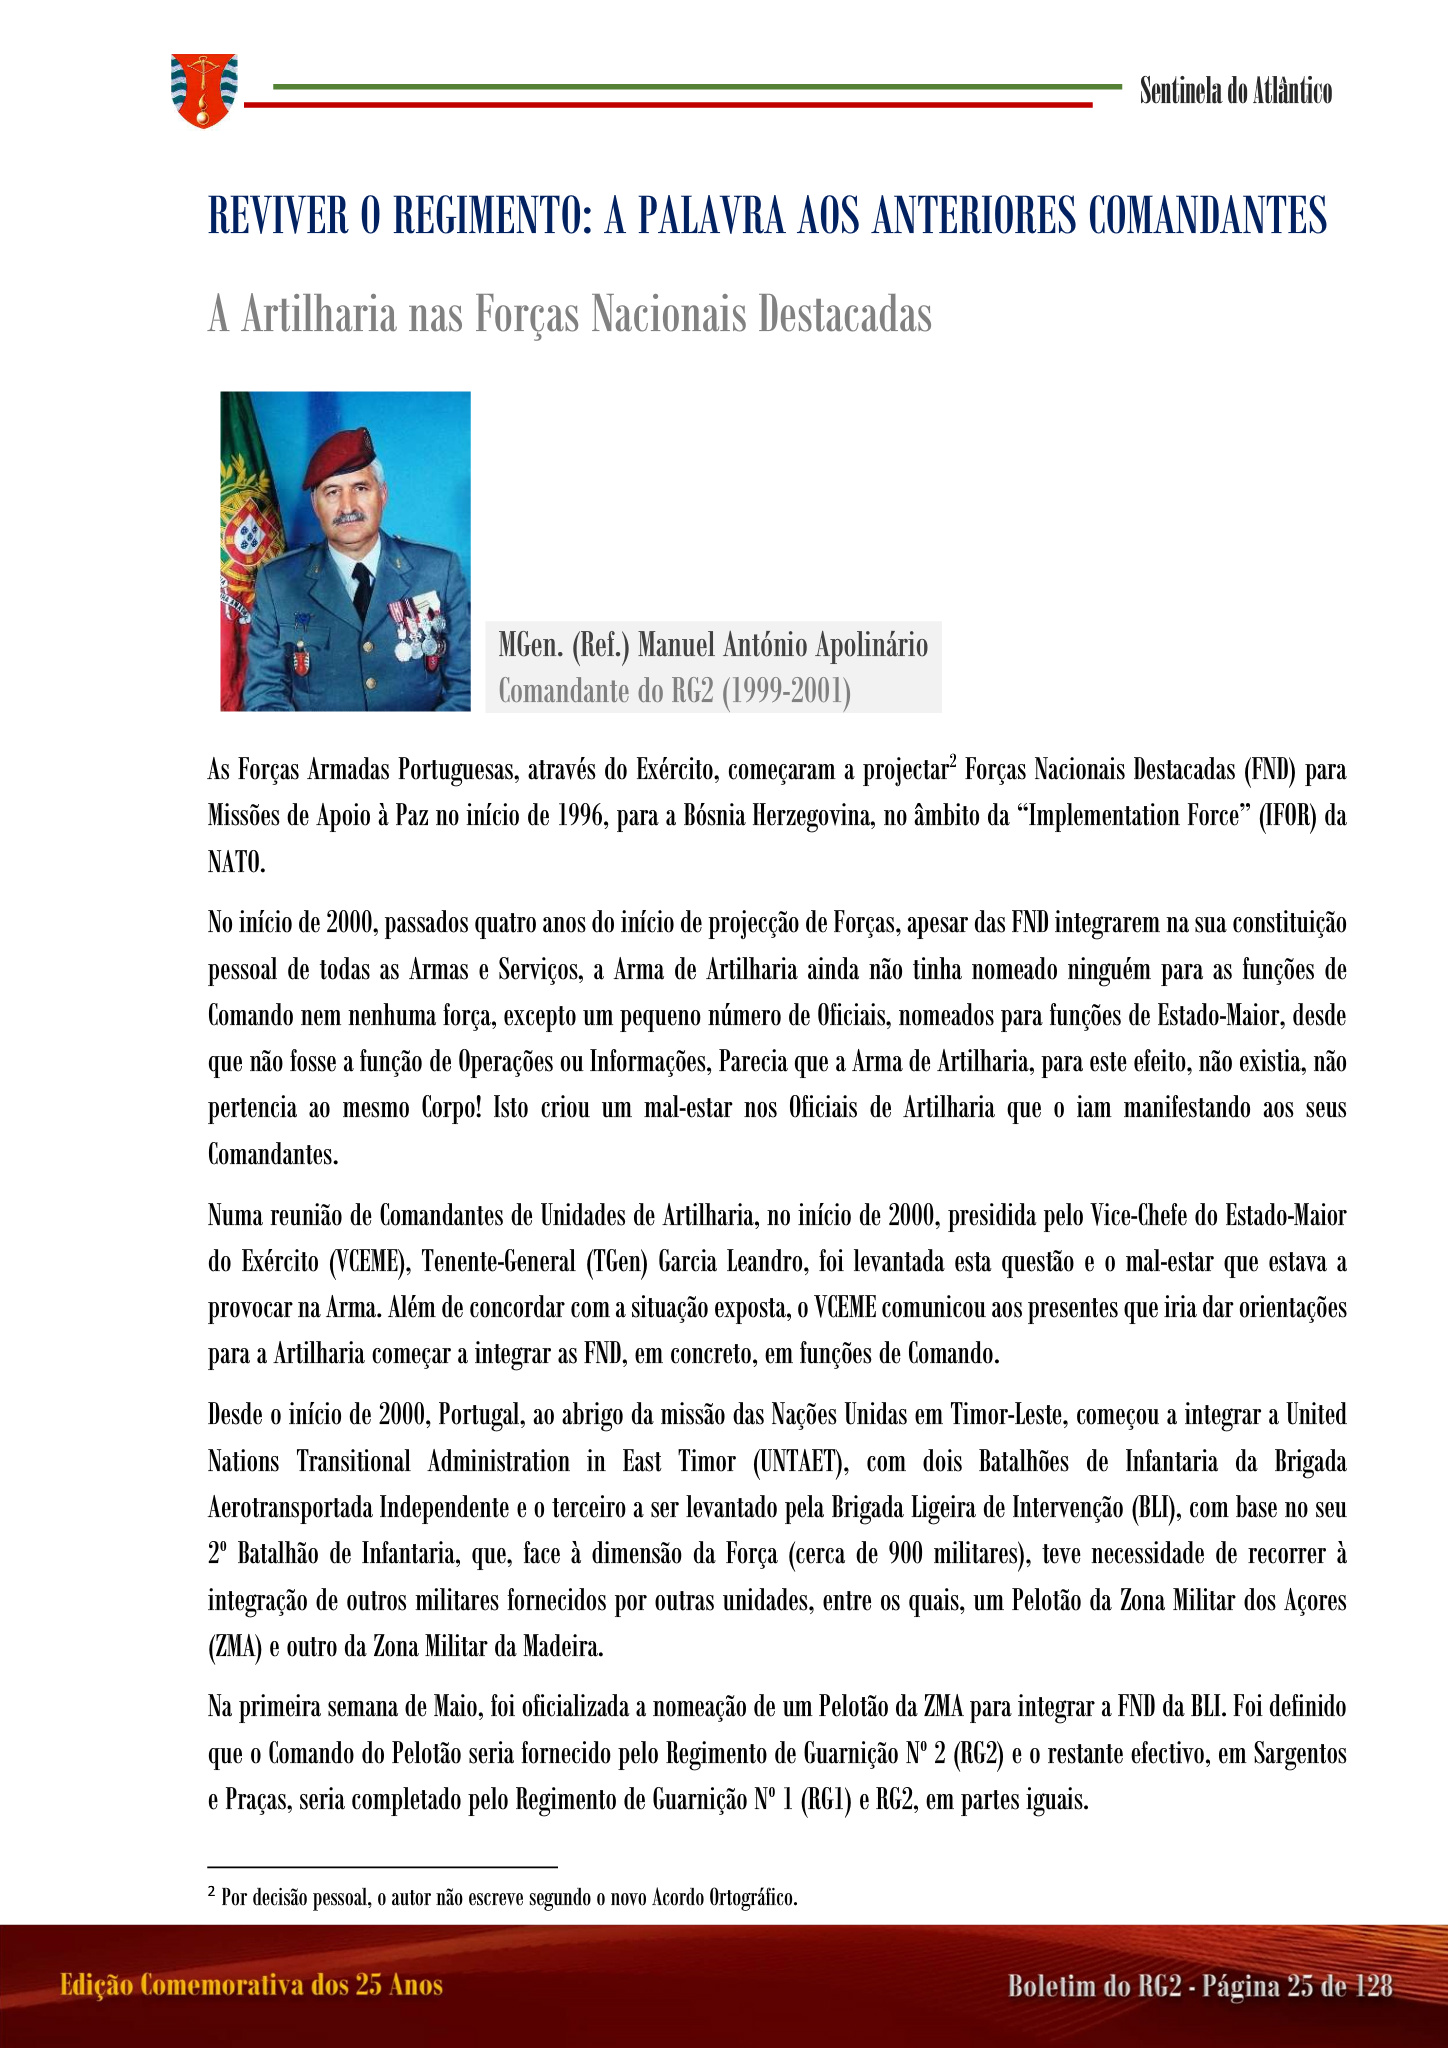 Sentinela do Atlântico
REVIVER O REGIMENTO: A PALAVRA AOS ANTERIORES COMANDANTES
A Artilharia nas Forças Nacionais Destacadas
MGen. (Ref.) Manuel António Apolinário
Comandante do RG2 (1999-2001)
As Forças Armadas Portuguesas, através do Exército, começaram a projectar² Forças Nacionais Destacadas (FND) para
Missões de Apoio à Paz no início de 1996, para a Bósnia Herzegovina, no âmbito da “Implementation Force” (IFOR) da
NATO.
No início de 2000, passados quatro anos do início de projecção de Forças, apesar das FND integrarem na sua constituição
pessoal de todas as Armas e Serviços, a Arma de Artilharia ainda não tinha nomeado ninguém para as funções de
Comando nem nenhuma força, excepto um pequeno número de Oficiais, nomeados para funções de Estado-Maior, desde
que não fosse a função de Operações ou Informações, Parecia que a Arma de Artilharia, para este efeito, não existia, não
pertencia ao mesmo Corpo! Isto criou um mal-estar nos Oficiais de Artilharia que o iam manifestando aos seus
Comandantes.
Numa reunião de Comandantes de Unidades de Artilharia, no início de 2000, presidida pelo Vice-Chefe do Estado-Maior
do Exército (VCEME), Tenente-General (TGen) Garcia Leandro, foi levantada esta questão e o mal-estar que estava a
provocar na Arma. Além de concordar com a situação exposta, o VCEME comunicou aos presentes que iria dar orientações
para a Artilharia começar a integrar as FND, em concreto, em funções de Comando.
Desde o início de 2000, Portugal, ao abrigo da missão das Nações Unidas em Timor-Leste, começou a integrar a United
Nations Transitional Administration in East Timor (UNTAET), com dois Batalhões de Infantaria da Brigada
Aerotransportada Independente e o terceiro a ser levantado pela Brigada Ligeira de Intervenção (BLI), com base no seu
2º Batalhão de Infantaria, que, face à dimensão da Força (cerca de 900 militares), teve necessidade de recorrer à
integração de outros militares fornecidos por outras unidades, entre os quais, um Pelotão da Zona Militar dos Açores
(ZMA) e outro da Zona Militar da Madeira.
Na primeira semana de Maio, foi oficializada a nomeação de um Pelotão da ZMA para integrar a FND da BLI. Foi definido
que o Comando do Pelotão seria fornecido pelo Regimento de Guarnição Nº 2 (RG2) e o restante efectivo, em Sargentos
e Praças, seria completado pelo Regimento de Guarnição Nº 1 (RG1) e RG2, em partes iguais.
² Por decisão pessoal, o autor não escreve segundo o novo Acordo Ortográfico.
Edição Comemorativa dos 25 Anos
Boletim do RG2 - Página 25 de 128